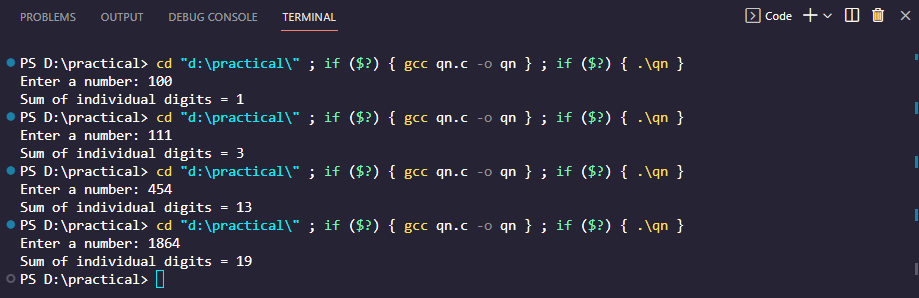 PROBLEMS OUTPUT DEBUG CONSOLE TERMINAL Code
PS D:\practical> cd "d:\practical\" ; if ($?) { gcc qn.c -o qn } ; if ($?) { .\qn }
Enter a number: 100
Sum of individual digits = 1
PS D:\practical> cd "d:\practical\" ; if ($?) { gcc qn.c -o qn } ; if ($?) { .\qn }
Enter a number: 111
Sum of individual digits = 3
PS D:\practical> cd "d:\practical\" ; if ($?) { gcc qn.c -o qn } ; if ($?) { .\qn }
Enter a number: 454
Sum of individual digits = 13
PS D:\practical> cd "d:\practical\" ; if ($?) { gcc qn.c -o qn } ; if ($?) { .\qn }
Enter a number: 1864
Sum of individual digits = 19
PS D:\practical>